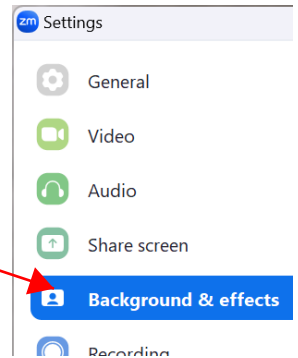 zm Settings
General
Video
Audio
Share screen
Background & effects
Recording